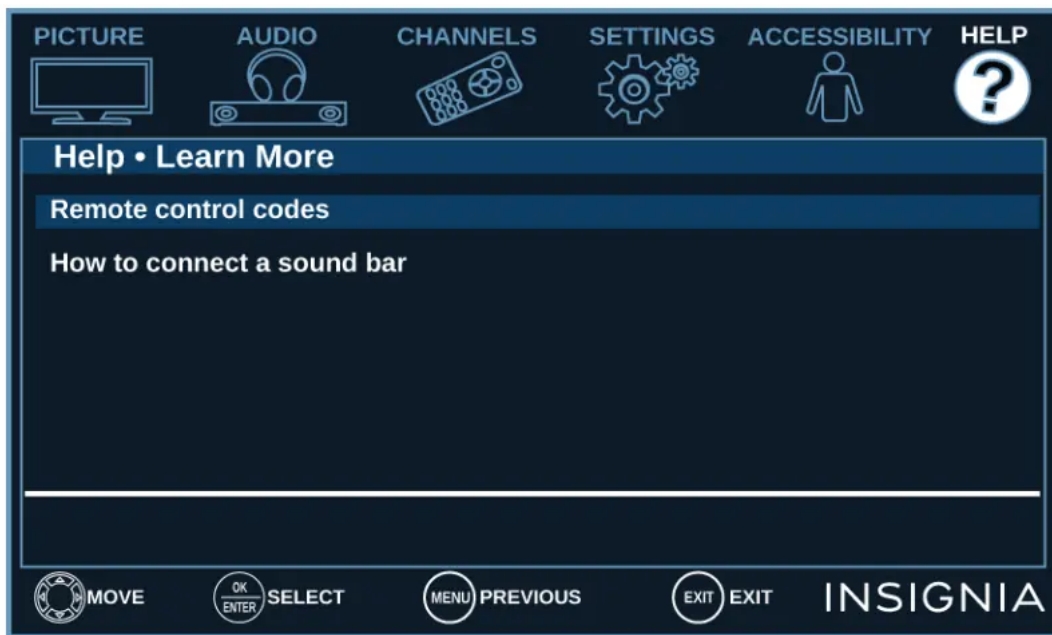 PICTURE AUDIO CHANNELS SETTINGS ACCESSIBILITY HELP
?
Help • Learn More
Remote control codes
How to connect a sound bar
MOVE OK ENTER SELECT MENU PREVIOUS EXIT EXIT INSIGNIA